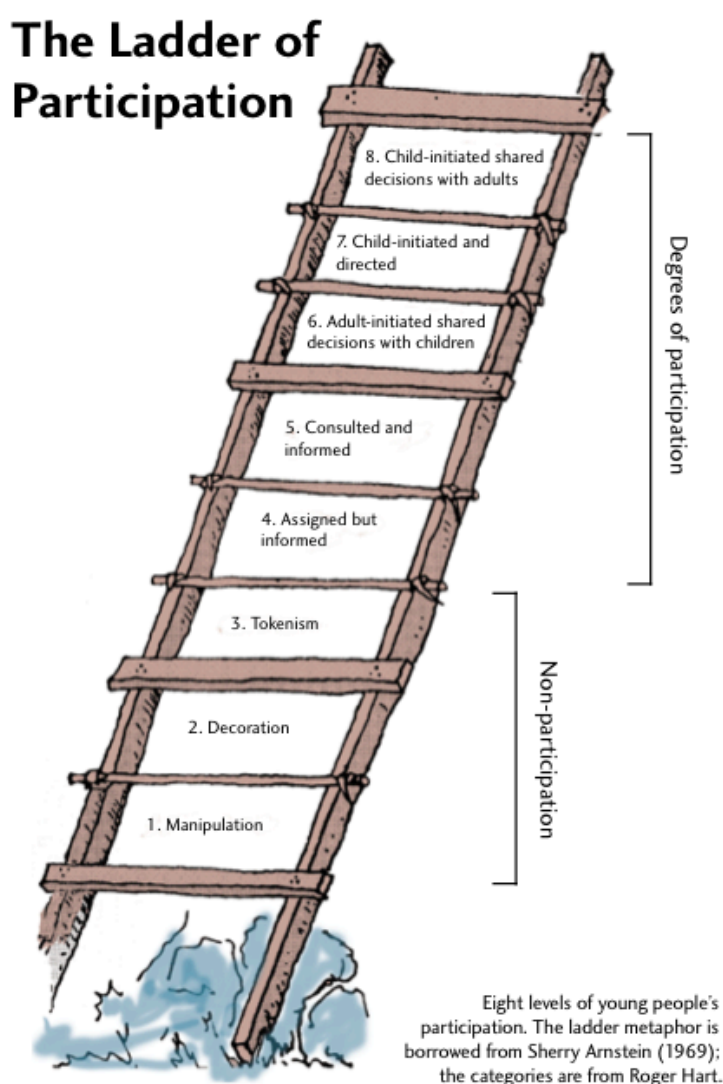 The Ladder of
Participation
8. Child-initiated shared
decisions with adults
7. Child-initiated and
directed
6. Adult-initiated shared
decisions with children
5. Consulted and
informed
4. Assigned but
informed
3. Tokenism
2. Decoration
1. Manipulation
Degrees of participation
Non-participation
Eight levels of young people's
participation. The ladder metaphor is
borrowed from Sherry Arnstein (1969);
the categories are from Roger Hart.